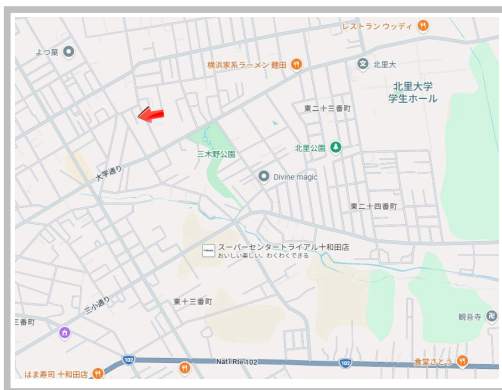 レストラン ウッディ
よつ葉
横浜家系ラーメン 麺田
北里大
北里大学
学生ホール
東二十三番町
三木野公園
北里公園
大学通り
Divine magic
東二十四番町
スーパーセンタートライアル十和田店
おいしい楽しい、わくわくできる
三小通り
東十三番町
三番町
観音寺
102
Nat'l Rte 102
103
食堂さとう
はま寿司 十和田店